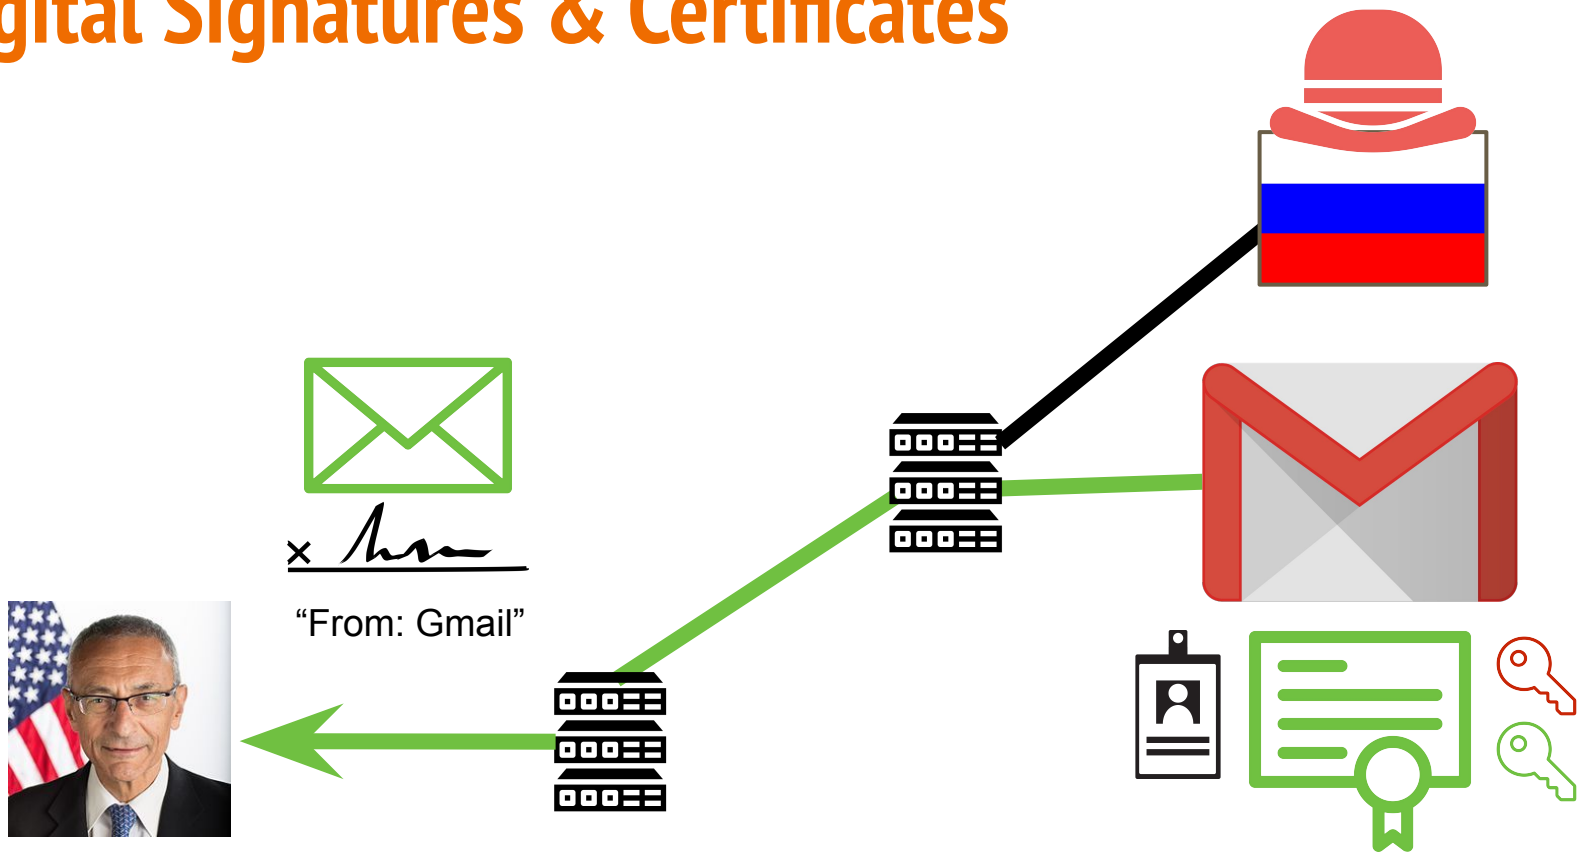 gital Signatures & Certificates
x
“From: Gmail”